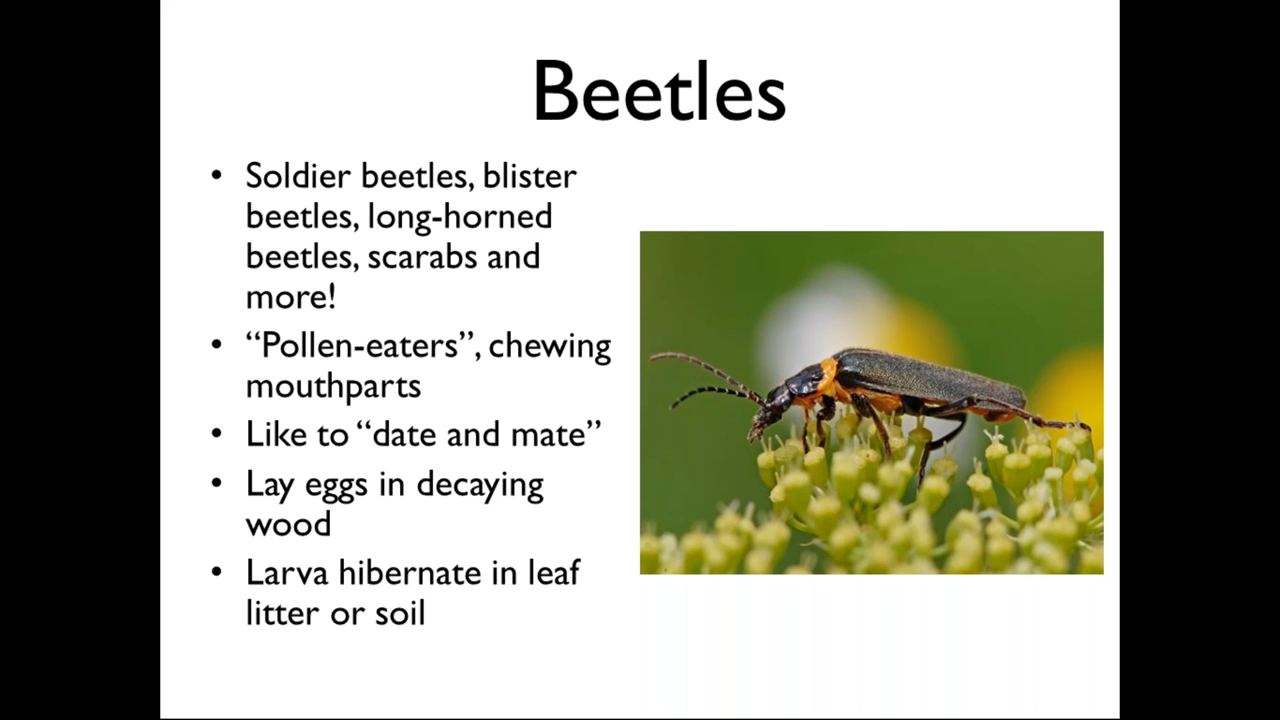 Beetles
• Soldier beetles, blister
beetles, long-horned
beetles, scarabs and
more!
• “Pollen-eaters”, chewing
mouthparts
• Like to “date and mate”
• Lay eggs in decaying
wood
• Larva hibernate in leaf
litter or soil